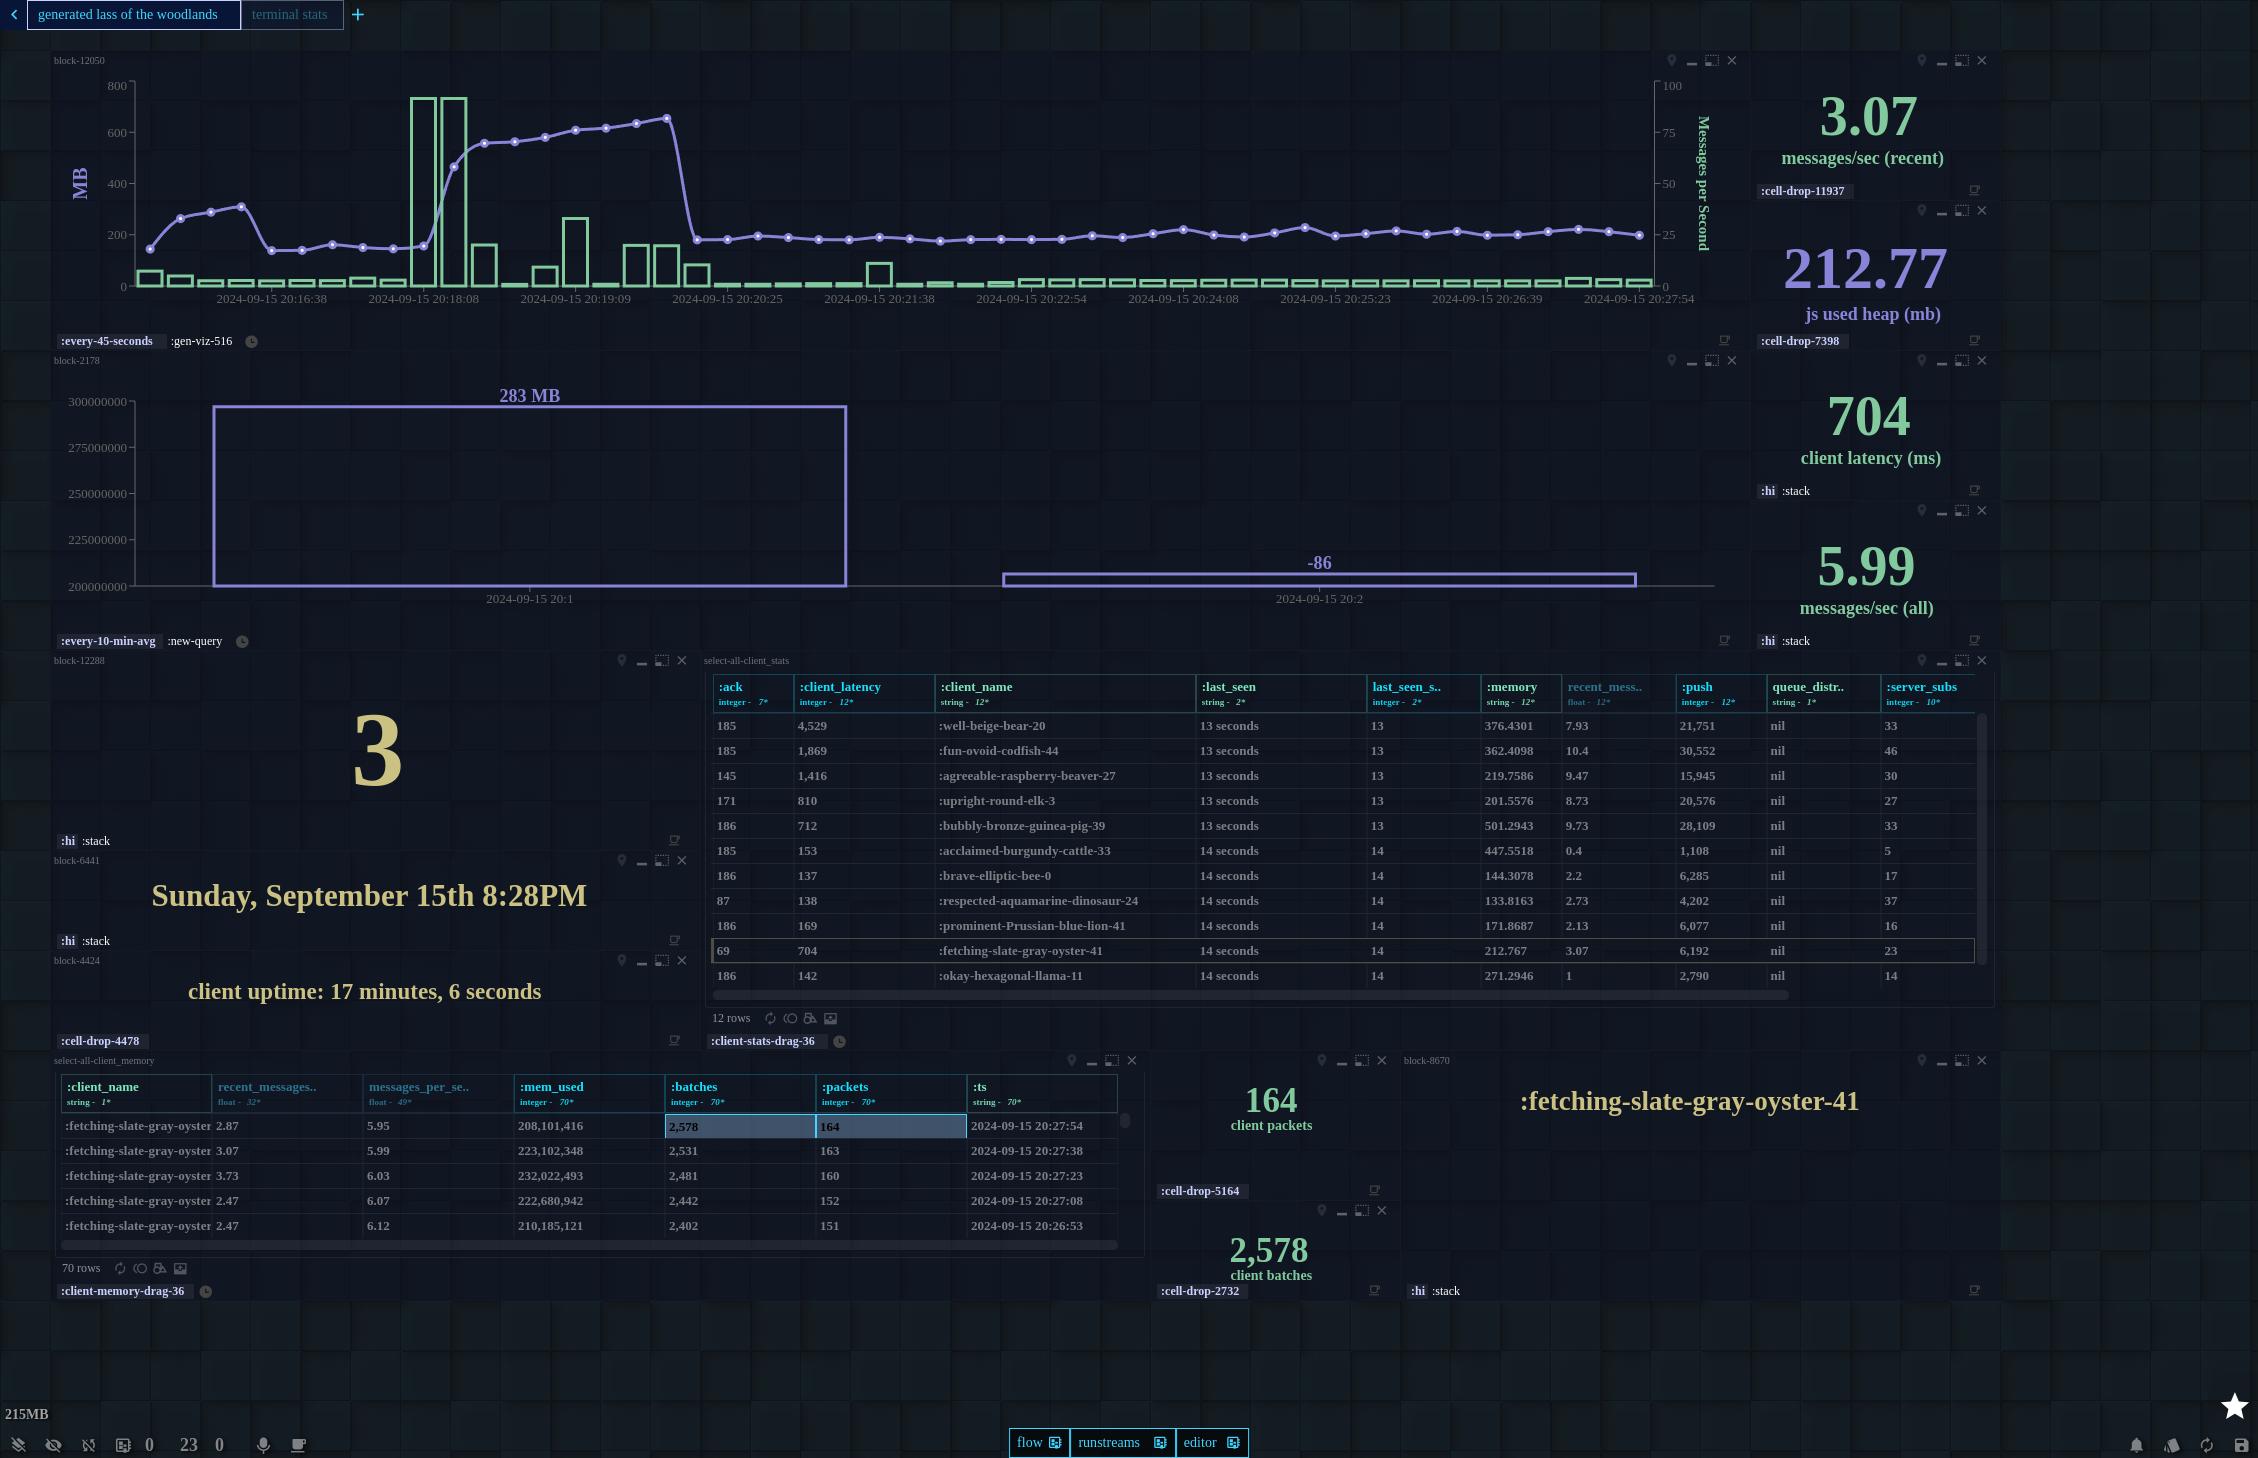 generated lass of the woodlands
terminal stats
block-12050
800
600
400
200
0
MB
100
75
50
25
0
Messages per Second
2024-09-15 20:16:38
2024-09-15 20:18:08
2024-09-15 20:19:09
2024-09-15 20:20:25
2024-09-15 20:21:38
2024-09-15 20:22:54
2024-09-15 20:24:08
2024-09-15 20:25:23
2024-09-15 20:26:39
2024-09-15 20:27:54
:every-45-seconds :gen-viz-516
3.07
messages/sec (recent)
:cell-drop-11937
212.77
js used heap (mb)
:cell-drop-7398
block-2178
283 MB
300000000
275000000
250000000
225000000
200000000
-86
2024-09-15 20:1
2024-09-15 20:2
:every-10-min-avg :new-query
704
client latency (ms)
:hi :stack
5.99
messages/sec (all)
:hi :stack
block-12288
3
:hi :stack
block-6441
Sunday, September 15th 8:28PM
:hi :stack
block-4424
client uptime: 17 minutes, 6 seconds
:cell-drop-4478
select-all-client_stats
:ack :client_latency :client_name :last_seen last_seen_s.. :memory recent_mess.. :push queue_distr.. :server_subs
integer - 7* integer - 12* string - 12* string - 2* integer - 2* string - 12* float - 12* integer - 12* string - 1* integer - 10*
185 4,529 :well-beige-bear-20 13 seconds 13 376.4301 7.93 21,751 nil 33
185 1,869 :fun-ovoid-codfish-44 13 seconds 13 362.4098 10.4 30,552 nil 46
145 1,416 :agreeable-raspberry-beaver-27 13 seconds 13 219.7586 9.47 15,945 nil 30
171 810 :upright-round-elk-3 13 seconds 13 201.5576 8.73 20,576 nil 27
186 712 :bubbly-bronze-guinea-pig-39 13 seconds 13 501.2943 9.73 28,109 nil 33
185 153 :acclaimed-burgundy-cattle-33 14 seconds 14 447.5518 0.4 1,108 nil 5
186 137 :brave-elliptic-bee-0 14 seconds 14 144.3078 2.2 6,285 nil 17
87 138 :respected-aquamarine-dinosaur-24 14 seconds 14 133.8163 2.73 4,202 nil 37
186 169 :prominent-Prussian-blue-lion-41 14 seconds 14 171.8687 2.13 6,077 nil 16
69 704 :fetching-slate-gray-oyster-41 14 seconds 14 212.767 3.07 6,192 nil 23
186 142 :okay-hexagonal-llama-11 14 seconds 14 271.2946 1 2,790 nil 14
12 rows
:client-stats-drag-36
select-all-client_memory
:client_name recent_messages.. messages_per_se.. :mem_used :batches :packets :ts
string - 1* float - 32* float - 49* integer - 70* integer - 70* integer - 70* string - 70*
:fetching-slate-gray-oyster 2.87 5.95 208,101,416 2,578 164 2024-09-15 20:27:54
:fetching-slate-gray-oyster 3.07 5.99 223,102,348 2,531 163 2024-09-15 20:27:38
:fetching-slate-gray-oyster 3.73 6.03 232,022,493 2,481 160 2024-09-15 20:27:23
:fetching-slate-gray-oyster 2.47 6.07 222,680,942 2,442 152 2024-09-15 20:27:08
:fetching-slate-gray-oyster 2.47 6.12 210,185,121 2,402 151 2024-09-15 20:26:53
70 rows
:client-memory-drag-36
164
client packets
:cell-drop-5164
2,578
client batches
:cell-drop-2732
block-8670
:fetching-slate-gray-oyster-41
:hi :stack
215MB
0 23 0
flow runstreams editor